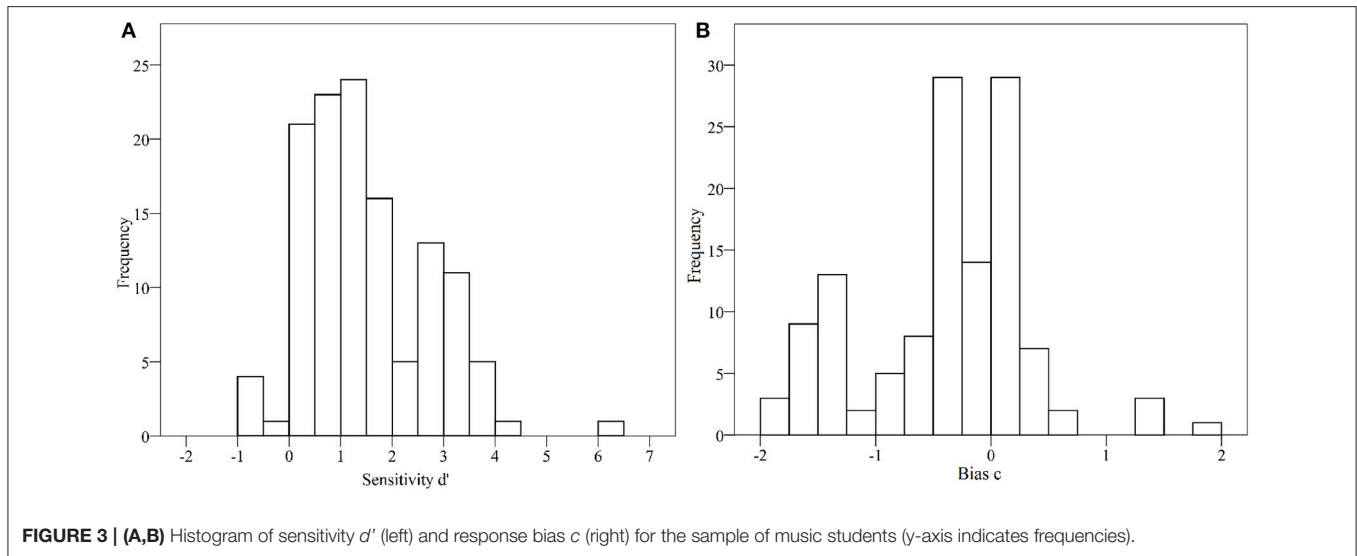 A
25
20
15
10
5
0
Frequency
-2 -1 0 1 2 3 4 5 6 7
Sensitivity d'
B
30
25
20
15
10
5
0
Frequency
-2 -1 0 1 2
Bias c
FIGURE 3 | (A,B) Histogram of sensitivity d' (left) and response bias c (right) for the sample of music students (y-axis indicates frequencies).